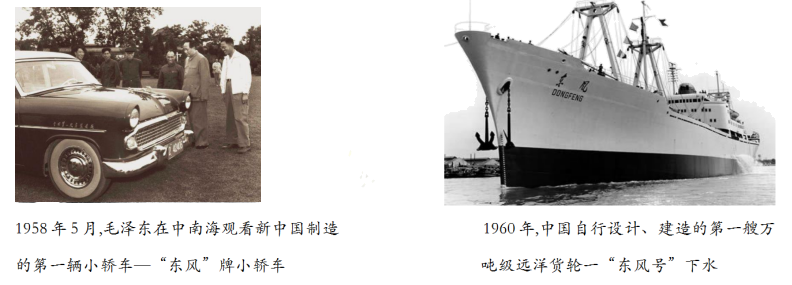 东风
DONGFENG
1958年5月,毛泽东在中南海观看新中国制造
的第一辆小轿车—“东风”牌小轿车
1960年,中国自行设计、建造的第一艘万
吨级远洋货轮一“东风号”下水